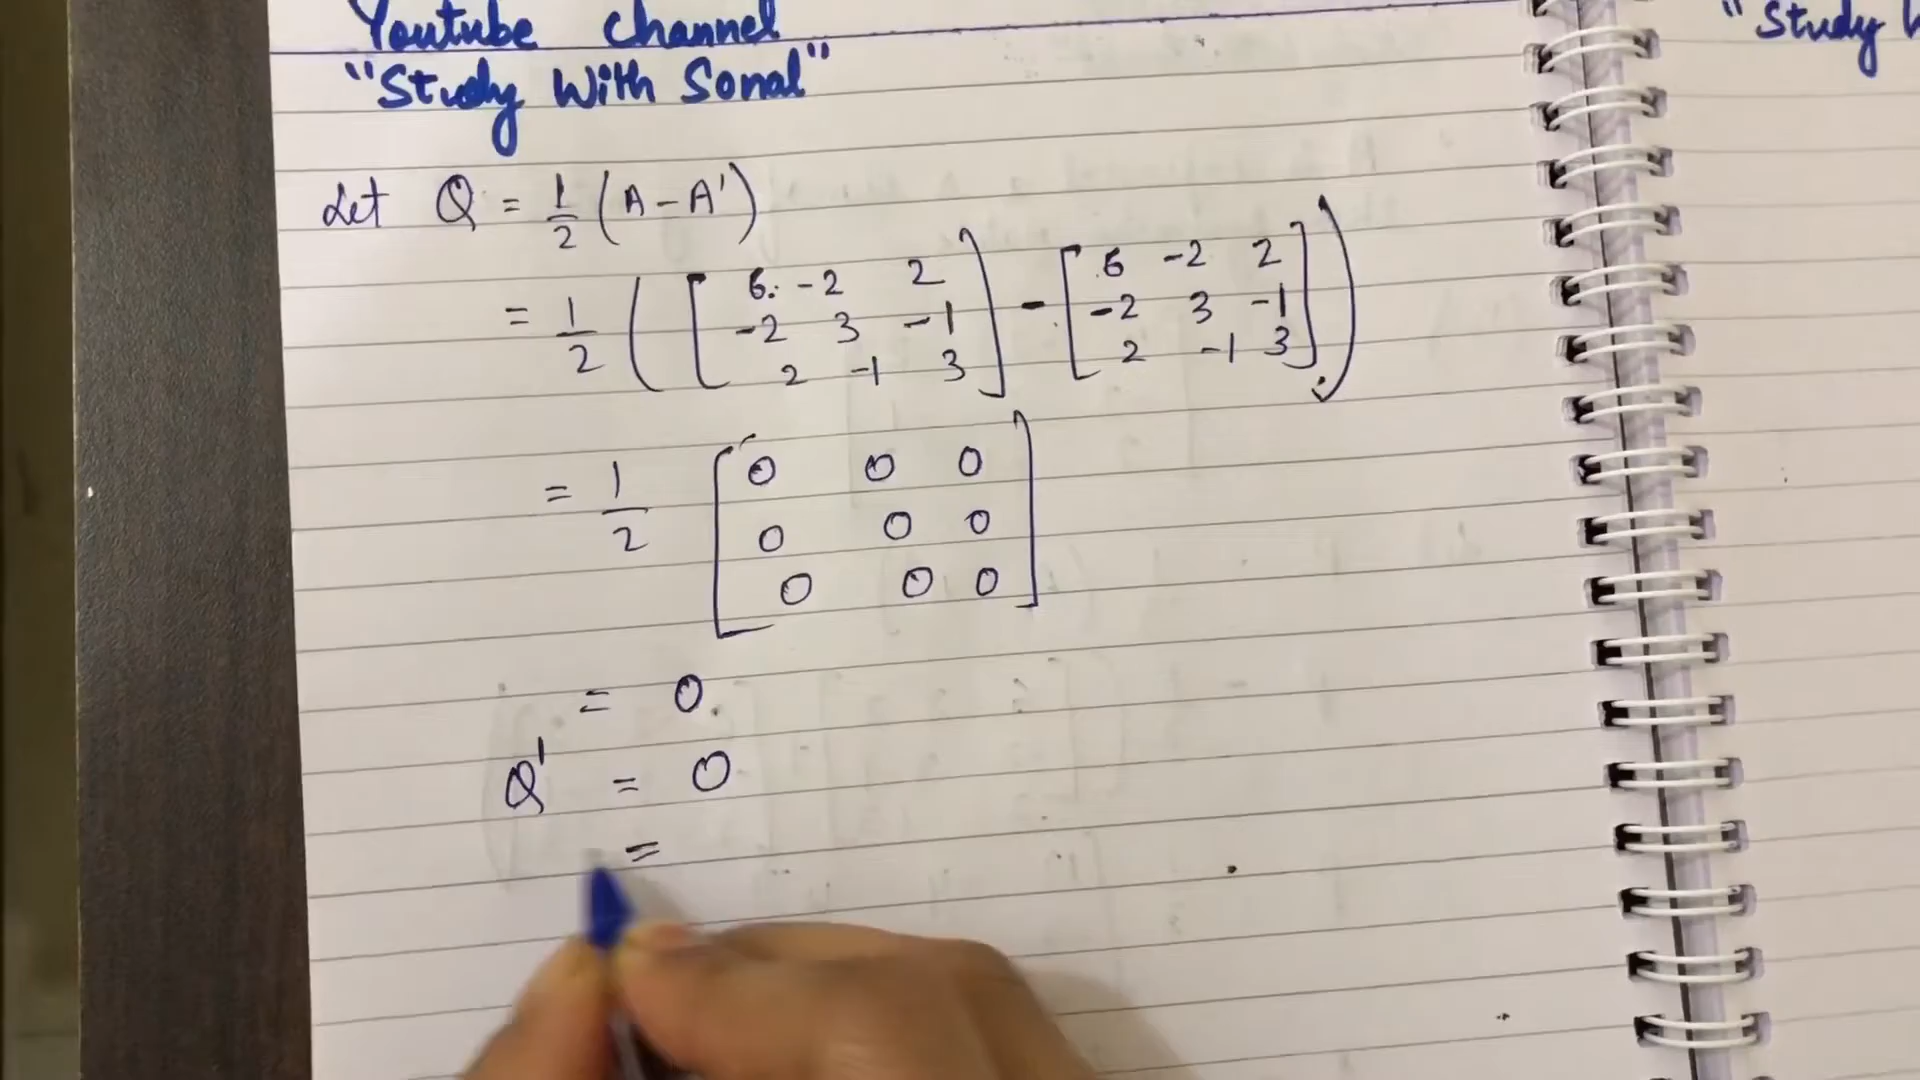 Youtube Channel
"Study With Sonal"
"Study
Let Q = 1/2 (A - A')
= 1/2 ( [ 6 -2 2
-2 3 -1
2 -1 3 ] - [ 6 -2 2
-2 3 -1
2 -1 3 ] )
= 1/2 [ 0 0 0
0 0 0
0 0 0 ]
= 0
Q' = 0
=